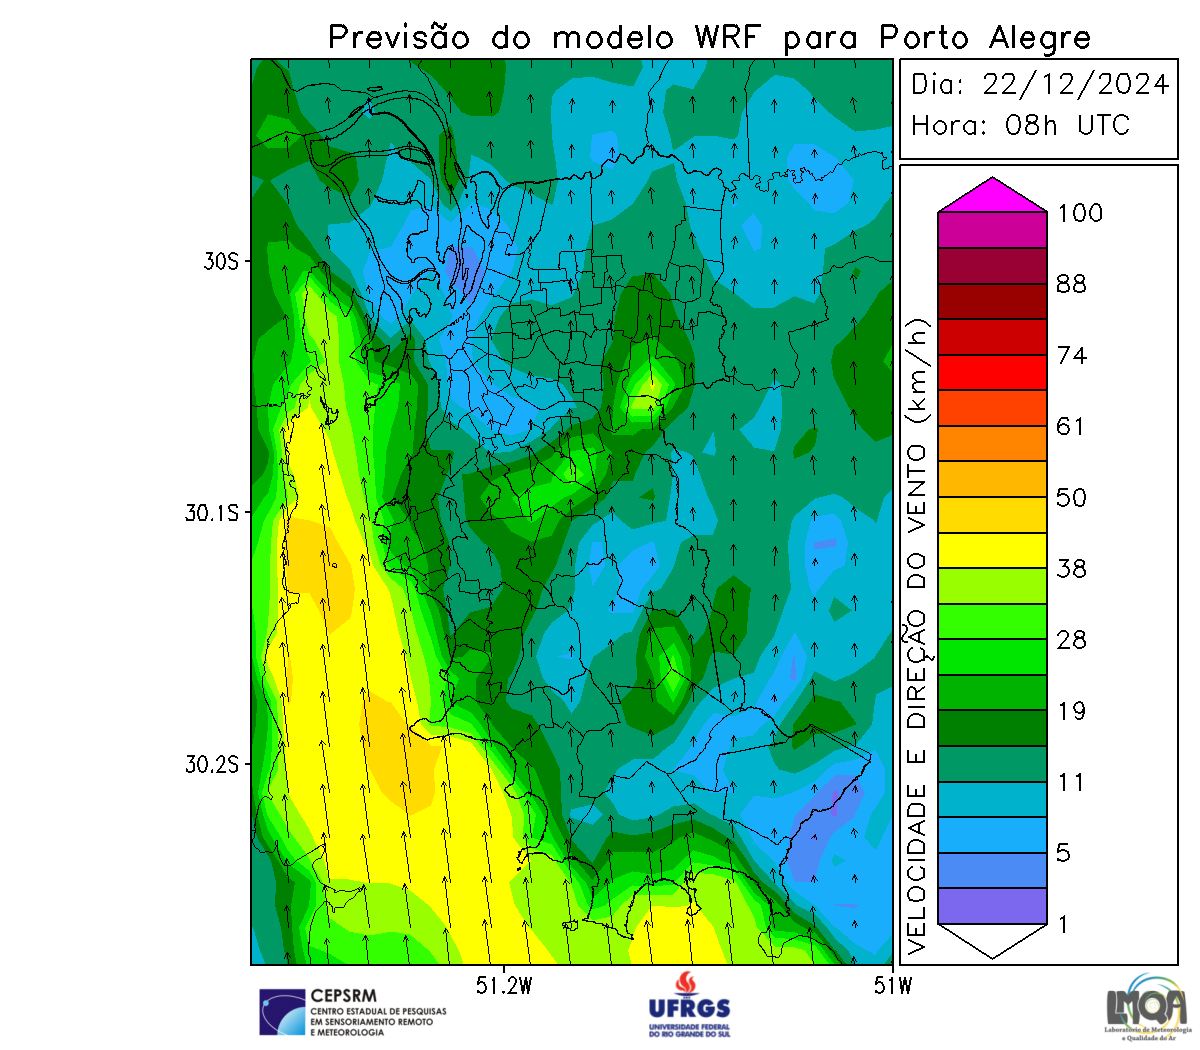 Previsão do modelo WRF para Porto Alegre
Dia: 22/12/2024
Hora: 08h UTC
30S
30.1S
30.2S
51.2W
51W
VELOCIDADE E DIREÇÃO DO VENTO (km/h)
100
88
74
61
50
38
28
19
11
5
1
CEPSRM
CENTRO ESTADUAL DE PESQUISAS
EM SENSORIAMENTO REMOTO
E METEOROLOGIA
UFRGS
UNIVERSIDADE FEDERAL
DO RIO GRANDE DO SUL
LMQA
Laboratório de Meteorologia
e Qualidade do Ar